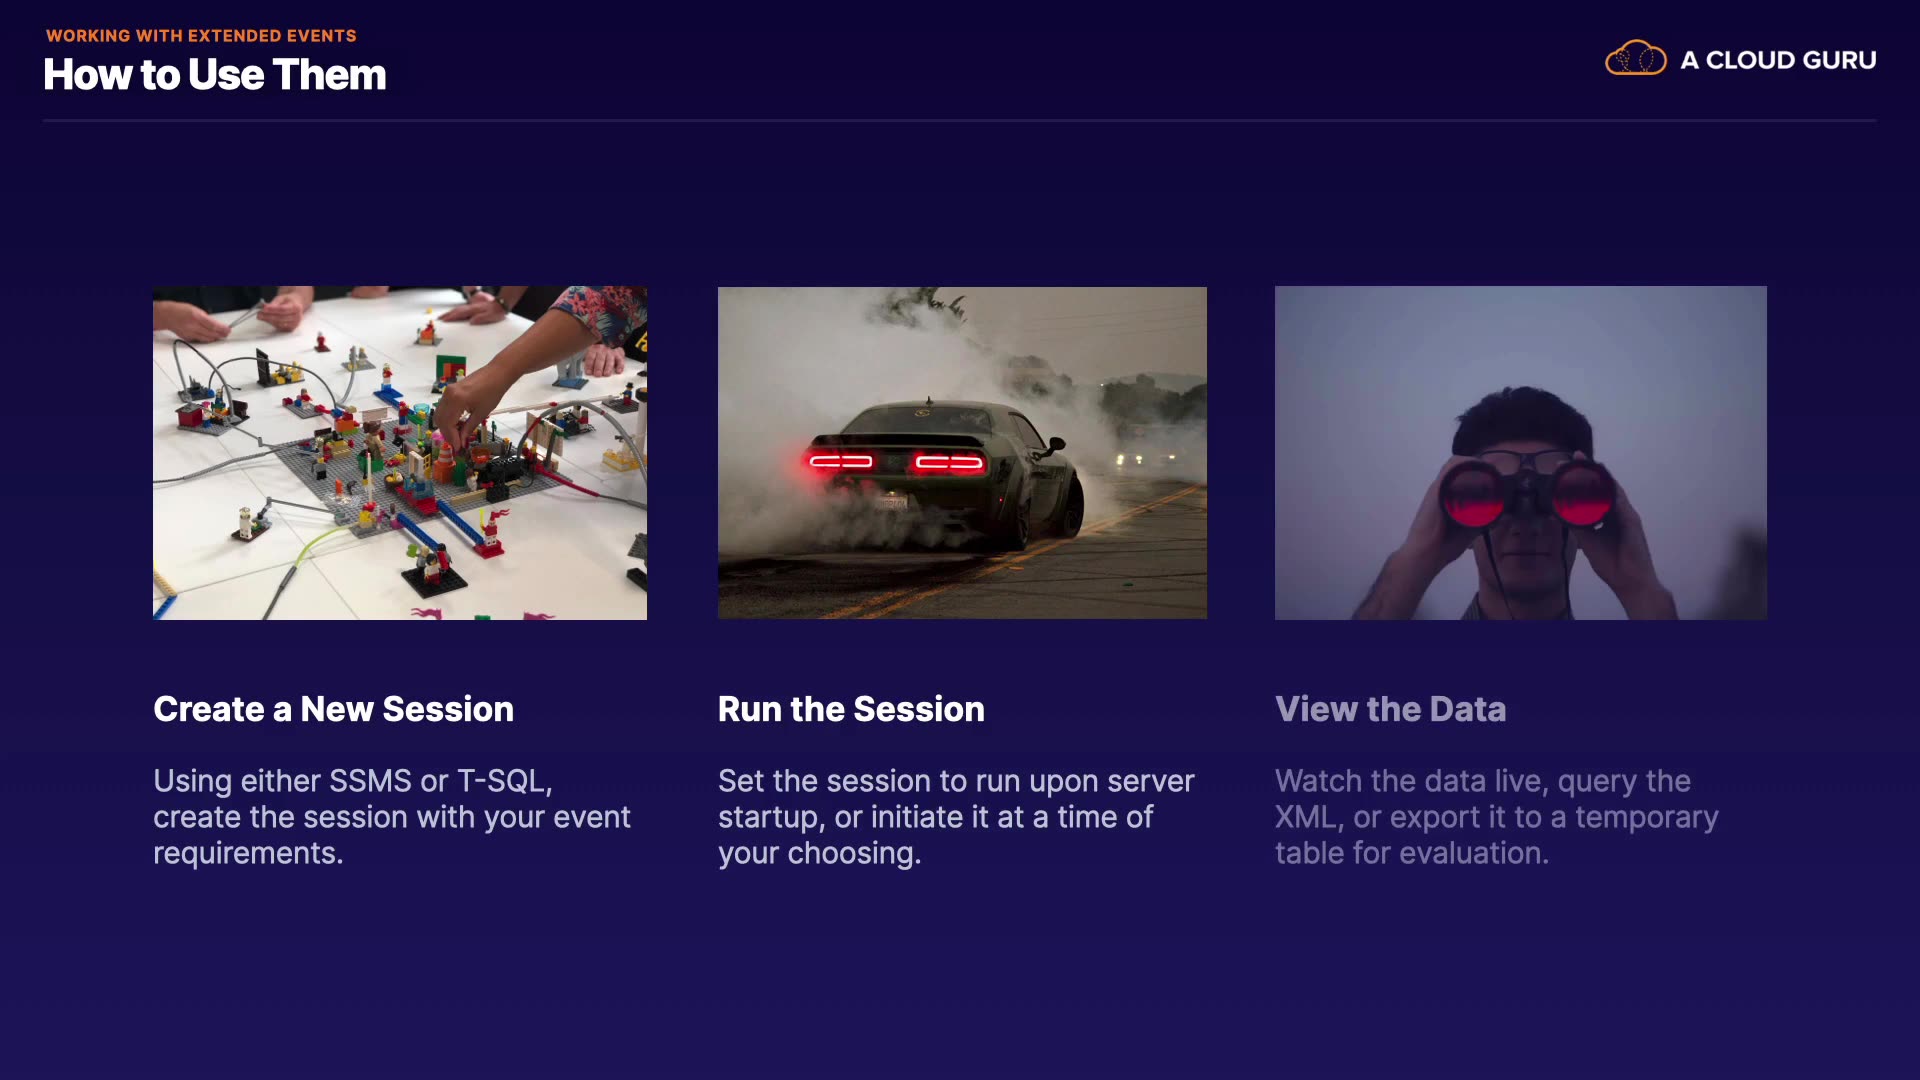 WORKING WITH EXTENDED EVENTS
How to Use Them
A CLOUD GURU
Create a New Session
Using either SSMS or T-SQL,
create the session with your event
requirements.
Run the Session
Set the session to run upon server
startup, or initiate it at a time of
your choosing.
View the Data
Watch the data live, query the
XML, or export it to a temporary
table for evaluation.